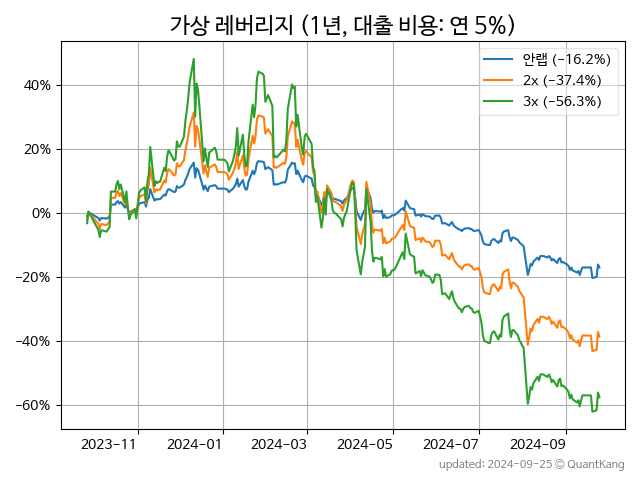 가상 레버리지 (1년, 대출 비용: 연 5%)
안랩 (−16.2%)
2x (−37.4%)
3x (−56.3%)
40%
20%
0%
−20%
−40%
−60%
2023-11 2024-01 2024-03 2024-05 2024-07 2024-09
updated: 2024-09-25 © QuantKang